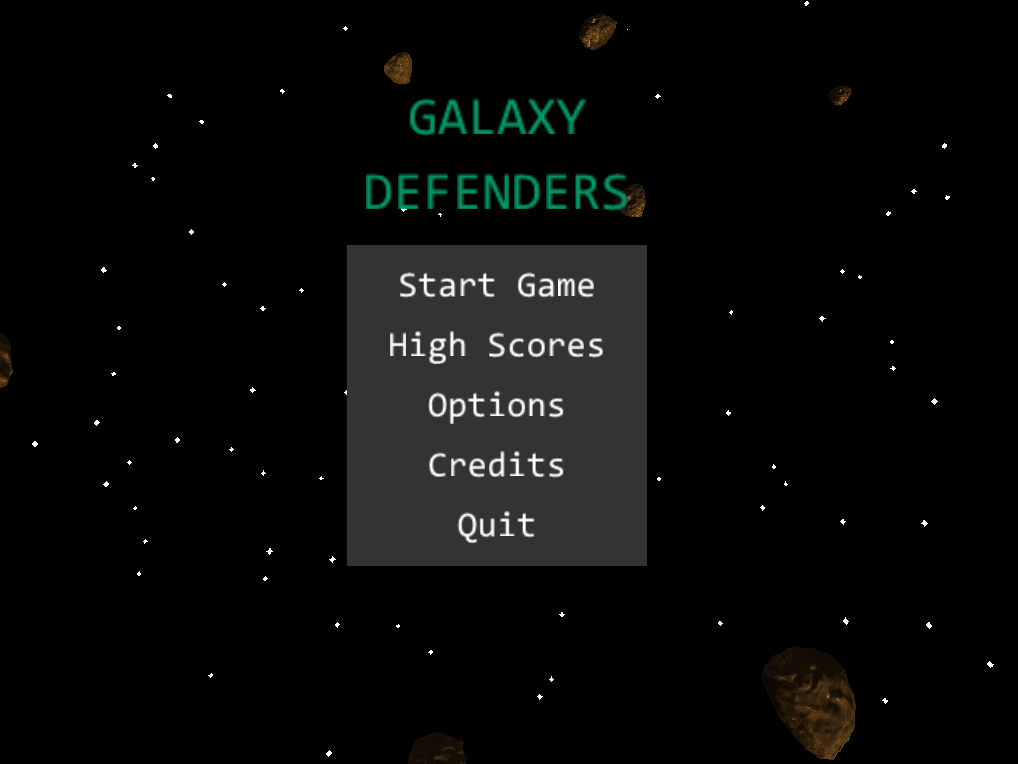 GALAXY
DEFENDERS
Start Game
High Scores
Options
Credits
Quit